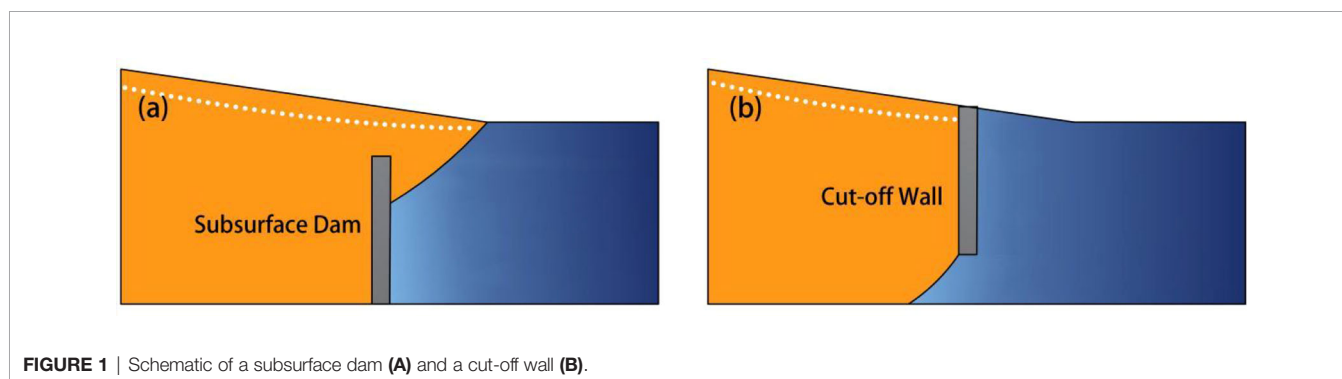 (a)
Subsurface Dam
(b)
Cut-off Wall
FIGURE 1 | Schematic of a subsurface dam (A) and a cut-off wall (B).